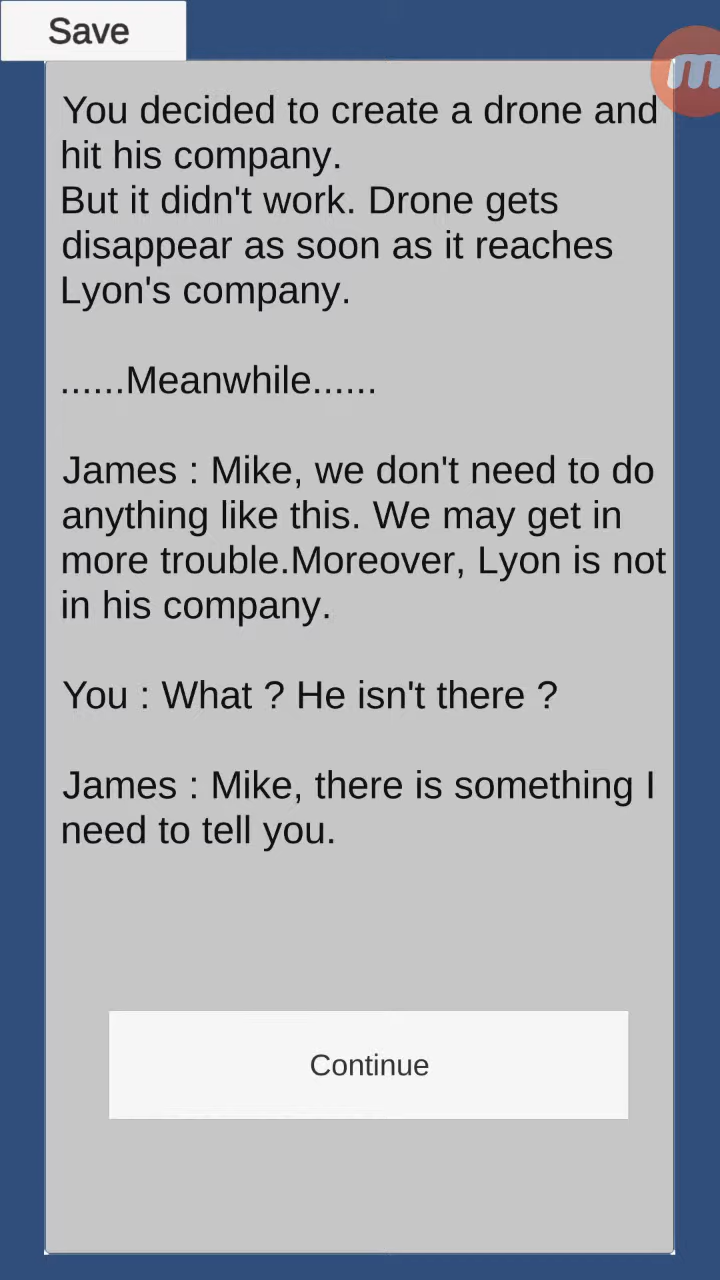 Save
You decided to create a drone and
hit his company.
But it didn't work. Drone gets
disappear as soon as it reaches
Lyon's company.
......Meanwhile......
James : Mike, we don't need to do
anything like this. We may get in
more trouble.Moreover, Lyon is not
in his company.
You : What ? He isn't there ?
James : Mike, there is something I
need to tell you.
Continue